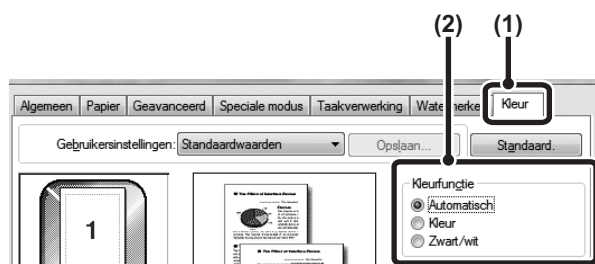 (2) (1)
Algemeen Papier Geavanceerd Speciale modus Taakverwerking Watermerke Kleur
Gebruikersinstellingen: Standaardwaarden Opslaan... Standaard.
Kleurfunctie
Automatisch
Kleur
Zwart/wit
1